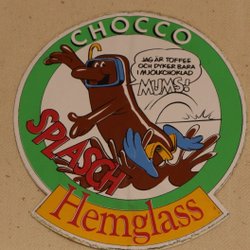 CHOCCO
JAG ÄR TOFFEE
OCH DYKER BARA
I MJÖLKCHOKLAD
MUMS!
SPLASCH
Hemglass